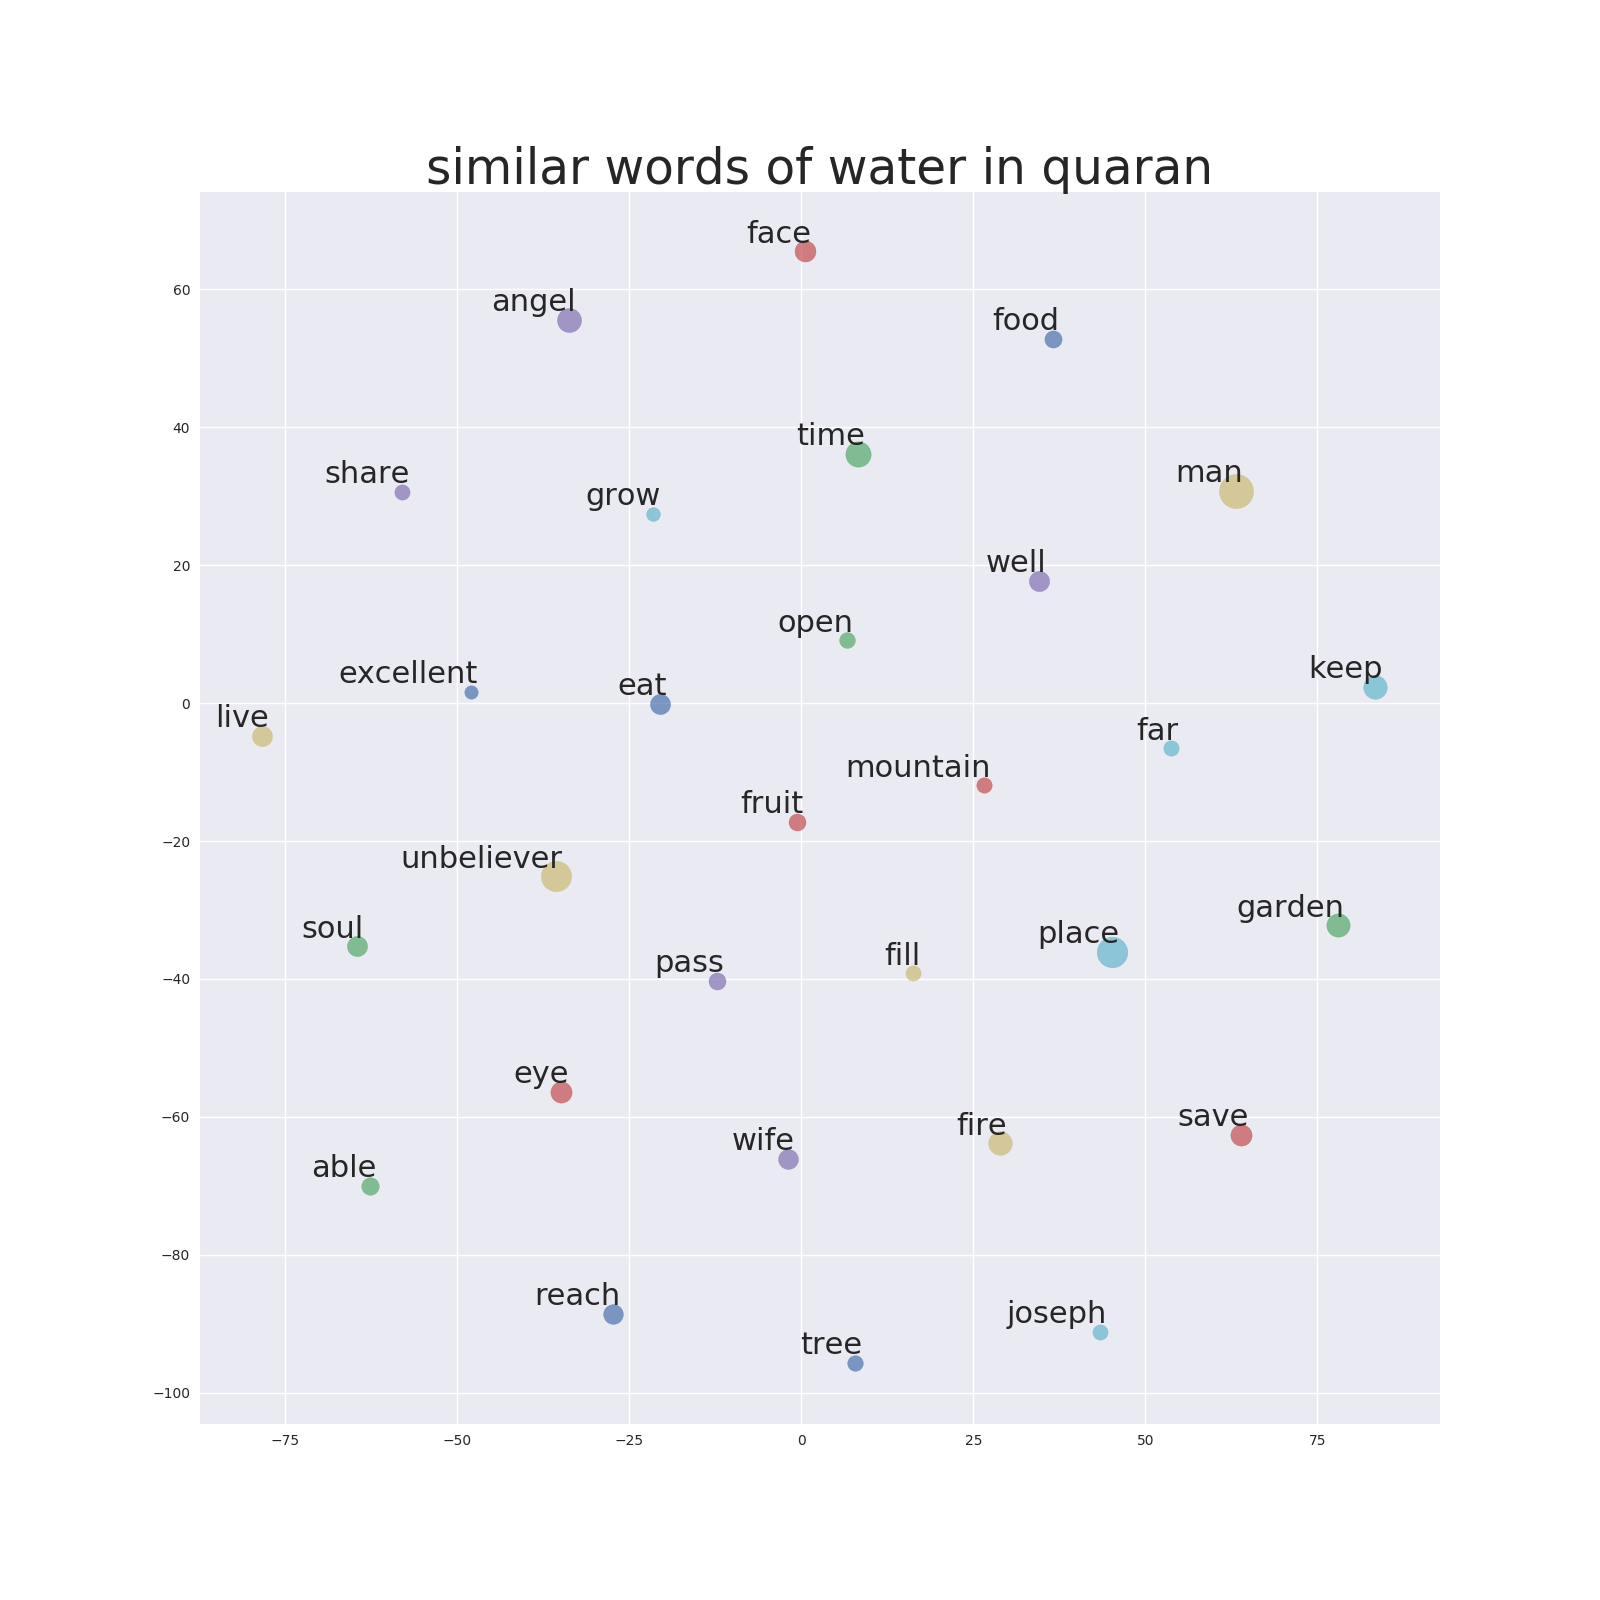 similar words of water in quaran
face
angel
food
60
time
40
man
share
grow
well
20
open
keep
excellent
eat
0
live
far
mountain
fruit
−20
unbeliever
garden
soul
place
fill
pass
−40
eye
save
−60
fire
wife
able
−80
reach
joseph
tree
−100
−75
−50
−25
0
25
50
75